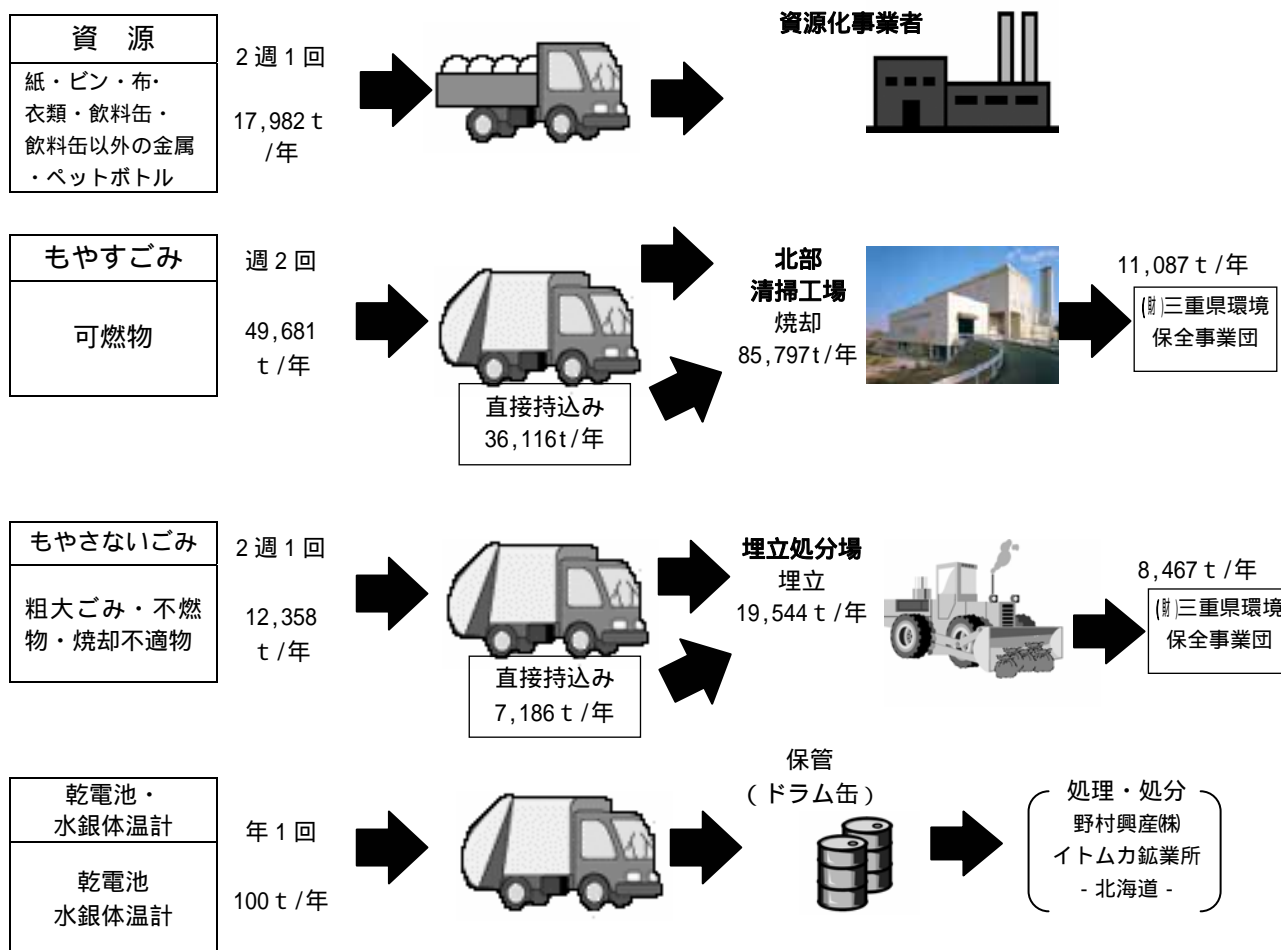 資　源
紙・ビン・布・
衣類・飲料缶・
飲料缶以外の金属
・ペットボトル
2週1回
17,982ｔ
/年
資源化事業者
もやすごみ
可燃物
週2回
49,681
ｔ/年
直接持込み
36,116t/年
北部
清掃工場
焼却
85,797t/年
11,087ｔ/年
(財)三重県環境
保全事業団
もやさないごみ
粗大ごみ・不燃
物・焼却不適物
2週1回
12,358
ｔ/年
直接持込み
7,186ｔ/年
埋立処分場
埋立
19,544ｔ/年
8,467ｔ/年
(財)三重県環境
保全事業団
乾電池・
水銀体温計
乾電池
水銀体温計
年1回
100ｔ/年
保管
（ドラム缶）
処理・処分
野村興産㈱
イトムカ鉱業所
- 北海道 -